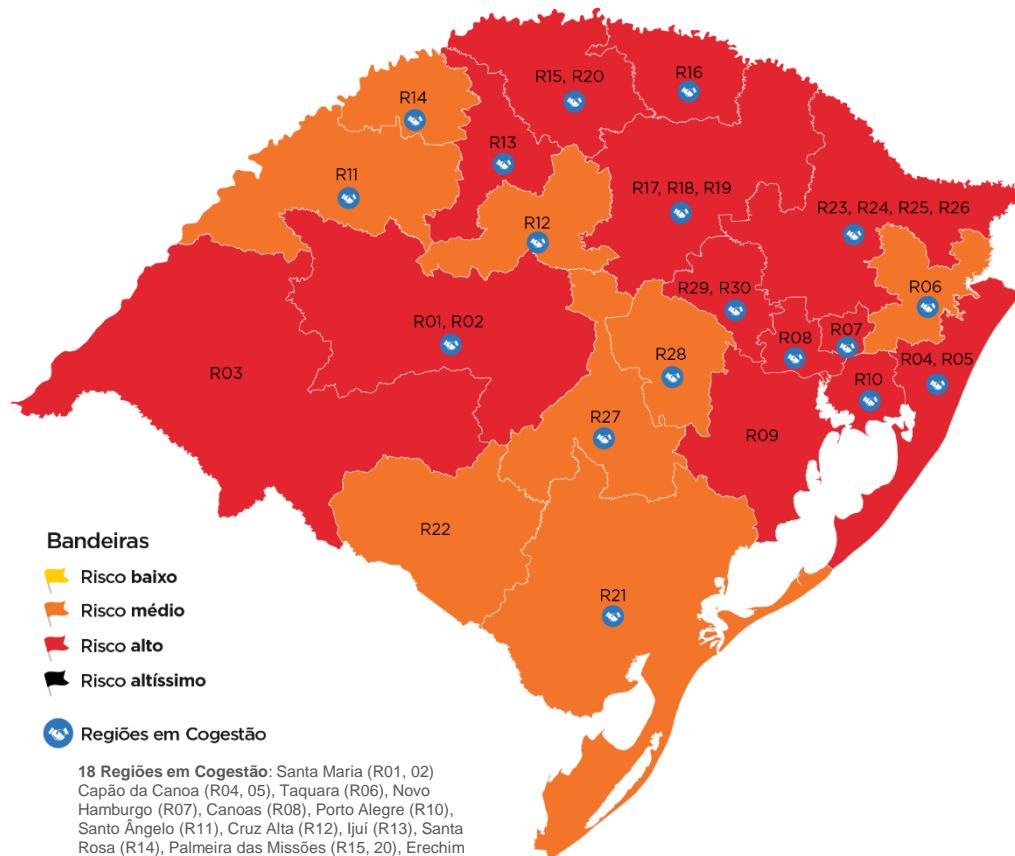 R15, R20
R16
R14
R13
R11
R17, R18, R19
R23, R24, R25, R26
R12
R06
R29, R30
R01, R02
R08
R07
R04, R05
R28
R03
R10
R27
R09
R22
R21
Bandeiras
Risco baixo
Risco médio
Risco alto
Risco altíssimo
Regiões em Cogestão
18 Regiões em Cogestão: Santa Maria (R01, 02)
Capão da Canoa (R04, 05), Taquara (R06), Novo
Hamburgo (R07), Canoas (R08), Porto Alegre (R10),
Santo Ângelo (R11), Cruz Alta (R12), Ijuí (R13), Santa
Rosa (R14), Palmeira das Missões (R15, 20), Erechim